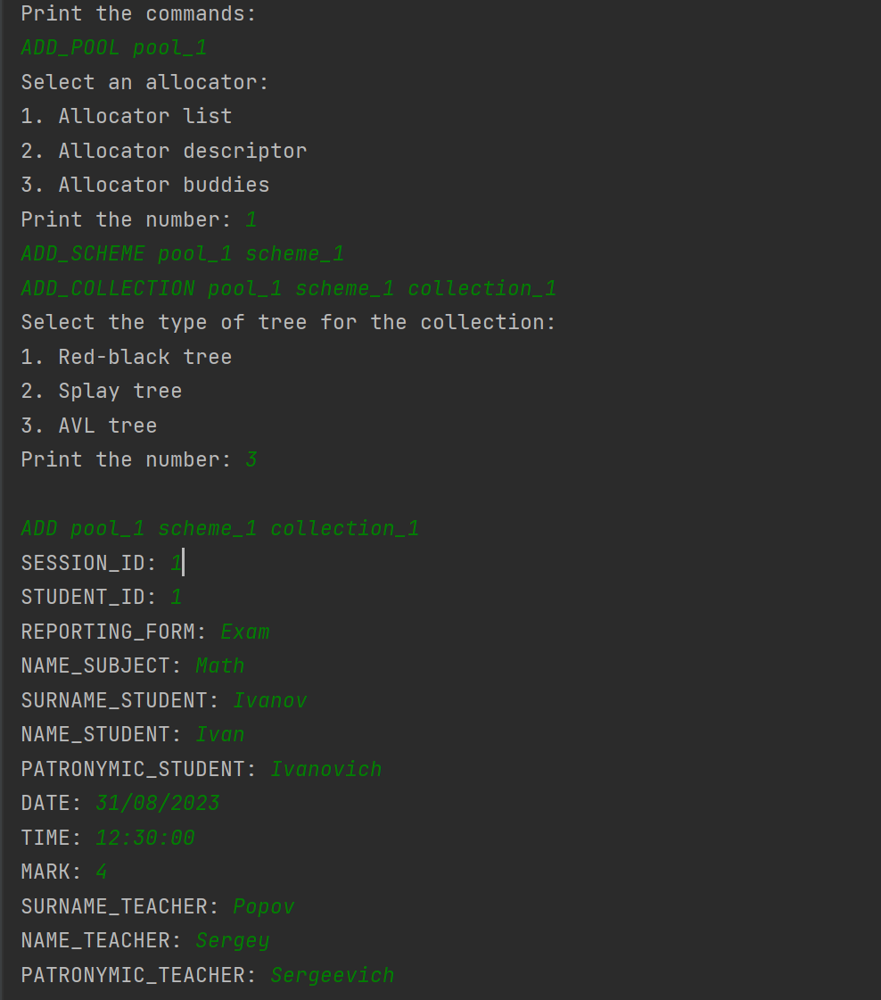 Print the commands:
ADD_POOL pool_1
Select an allocator:
1. Allocator list
2. Allocator descriptor
3. Allocator buddies
Print the number: 1
ADD_SCHEME pool_1 scheme_1
ADD_COLLECTION pool_1 scheme_1 collection_1
Select the type of tree for the collection:
1. Red-black tree
2. Splay tree
3. AVL tree
Print the number: 3
ADD pool_1 scheme_1 collection_1
SESSION_ID: 1
STUDENT_ID: 1
REPORTING_FORM: Exam
NAME_SUBJECT: Math
SURNAME_STUDENT: Ivanov
NAME_STUDENT: Ivan
PATRONYMIC_STUDENT: Ivanovich
DATE: 31/08/2023
TIME: 12:30:00
MARK: 4
SURNAME_TEACHER: Popov
NAME_TEACHER: Sergey
PATRONYMIC_TEACHER: Sergeevich